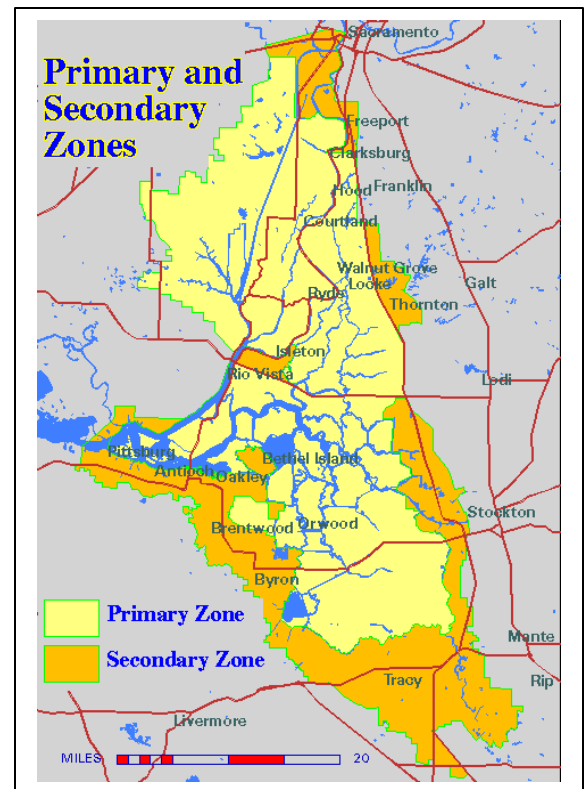 Primary and
Secondary
Zones
Sacramento
Freeport
Clarksburg
Hood
Franklin
Courtland
Walnut Grove
Locke
Galt
Ryde
Thornton
Isleton
Rio Vista
Lodi
Pittsburg
Antioch
Oakley
Bethel Island
Stockton
Brentwood
Orwood
Byron
Primary Zone
Secondary Zone
Mante
Tracy
Rip
Livermore
MILES
20